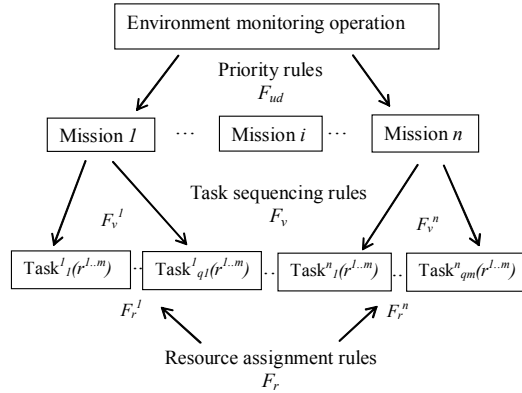 Environment monitoring operation
Priority rules
F_ud
Mission 1 ... Mission i ... Mission n
Task sequencing rules
F_v^1 F_v F_v^n
Task^1_1(r^1..m) .. Task^1_q1(r^1..m) .. Task^n_1(r^1..m) .. Task^n_qm(r^1..m)
F_r^1 F_r^n
Resource assignment rules
F_r